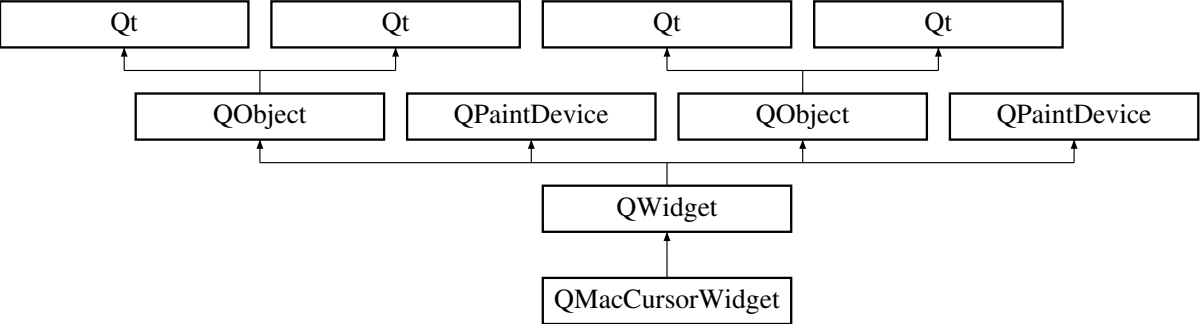 Qt Qt Qt Qt
QObject QPaintDevice QObject QPaintDevice
QWidget
QMacCursorWidget